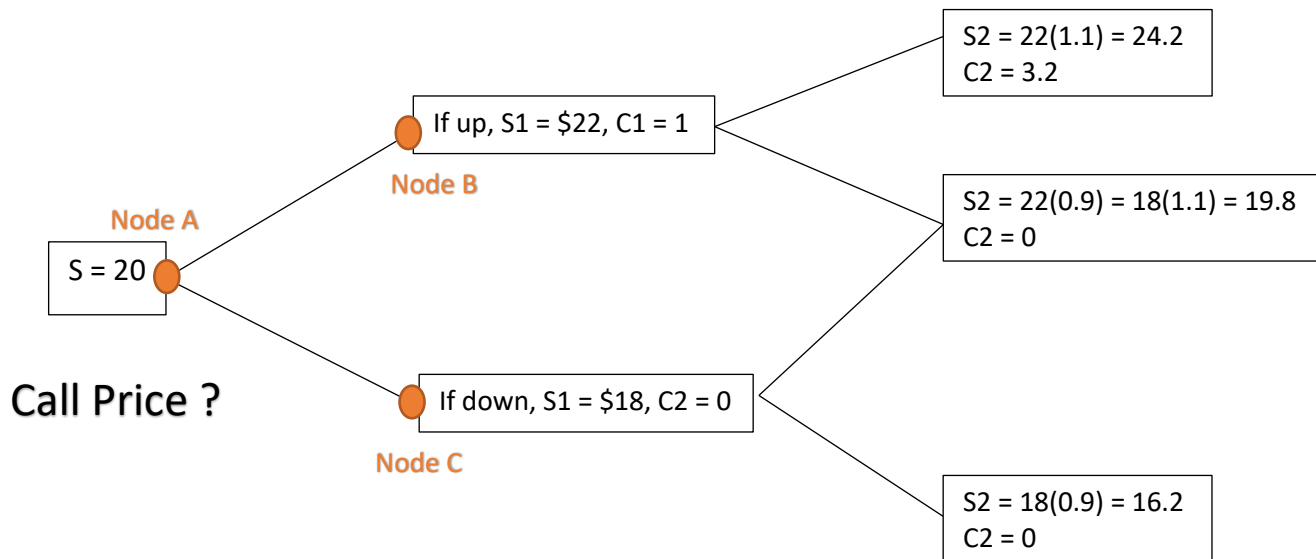 S2 = 22(1.1) = 24.2
C2 = 3.2
If up, S1 = $22, C1 = 1
Node B
S2 = 22(0.9) = 18(1.1) = 19.8
C2 = 0
Node A
S = 20
Call Price ?
If down, S1 = $18, C2 = 0
Node C
S2 = 18(0.9) = 16.2
C2 = 0